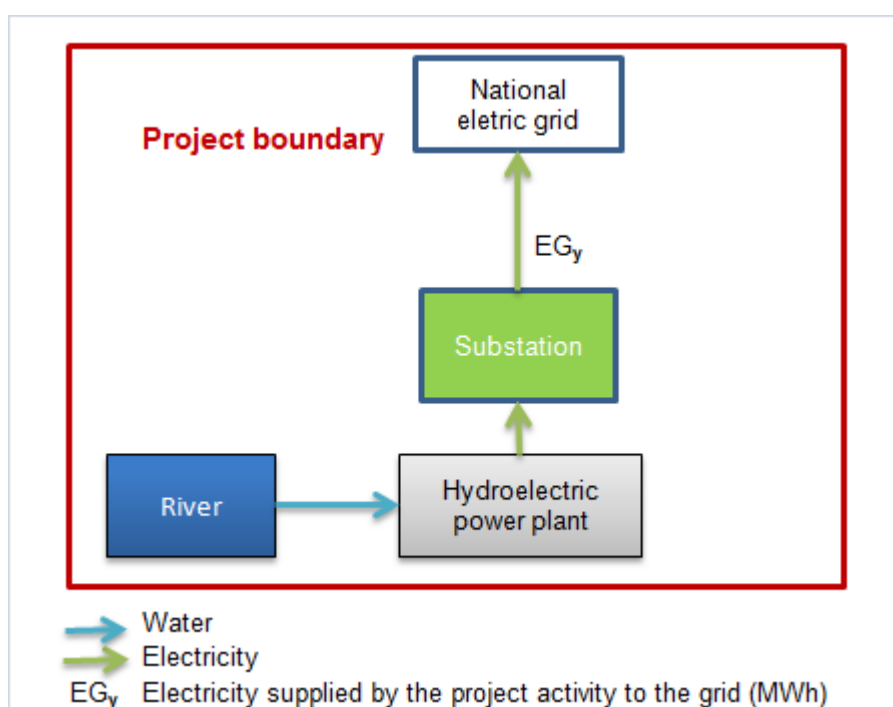 National
eletric grid
Project boundary
EGy
Substation
River
Hydroelectric
power plant
Water
Electricity
EGy Electricity supplied by the project activity to the grid (MWh)